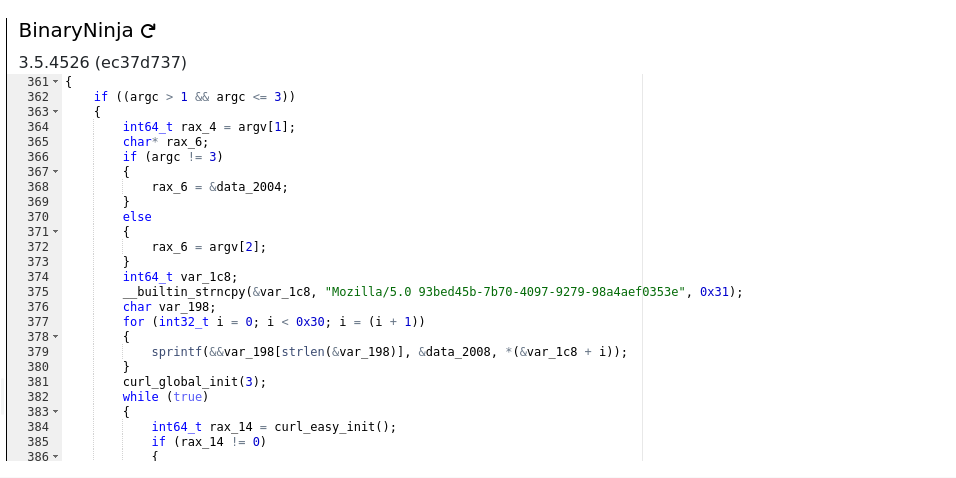 BinaryNinja
3.5.4526 (ec37d737)
361 {
362     if ((argc > 1 && argc <= 3))
363     {
364         int64_t rax_4 = argv[1];
365         char* rax_6;
366         if (argc != 3)
367         {
368             rax_6 = &data_2004;
369         }
370         else
371         {
372             rax_6 = argv[2];
373         }
374         int64_t var_1c8;
375         __builtin_strncpy(&var_1c8, "Mozilla/5.0 93bed45b-7b70-4097-9279-98a4aef0353e", 0x31);
376         char var_198;
377         for (int32_t i = 0; i < 0x30; i = (i + 1))
378         {
379             sprintf(&&var_198[strlen(&var_198)], &data_2008, *(&var_1c8 + i));
380         }
381         curl_global_init(3);
382         while (true)
383         {
384             int64_t rax_14 = curl_easy_init();
385             if (rax_14 != 0)
386             {